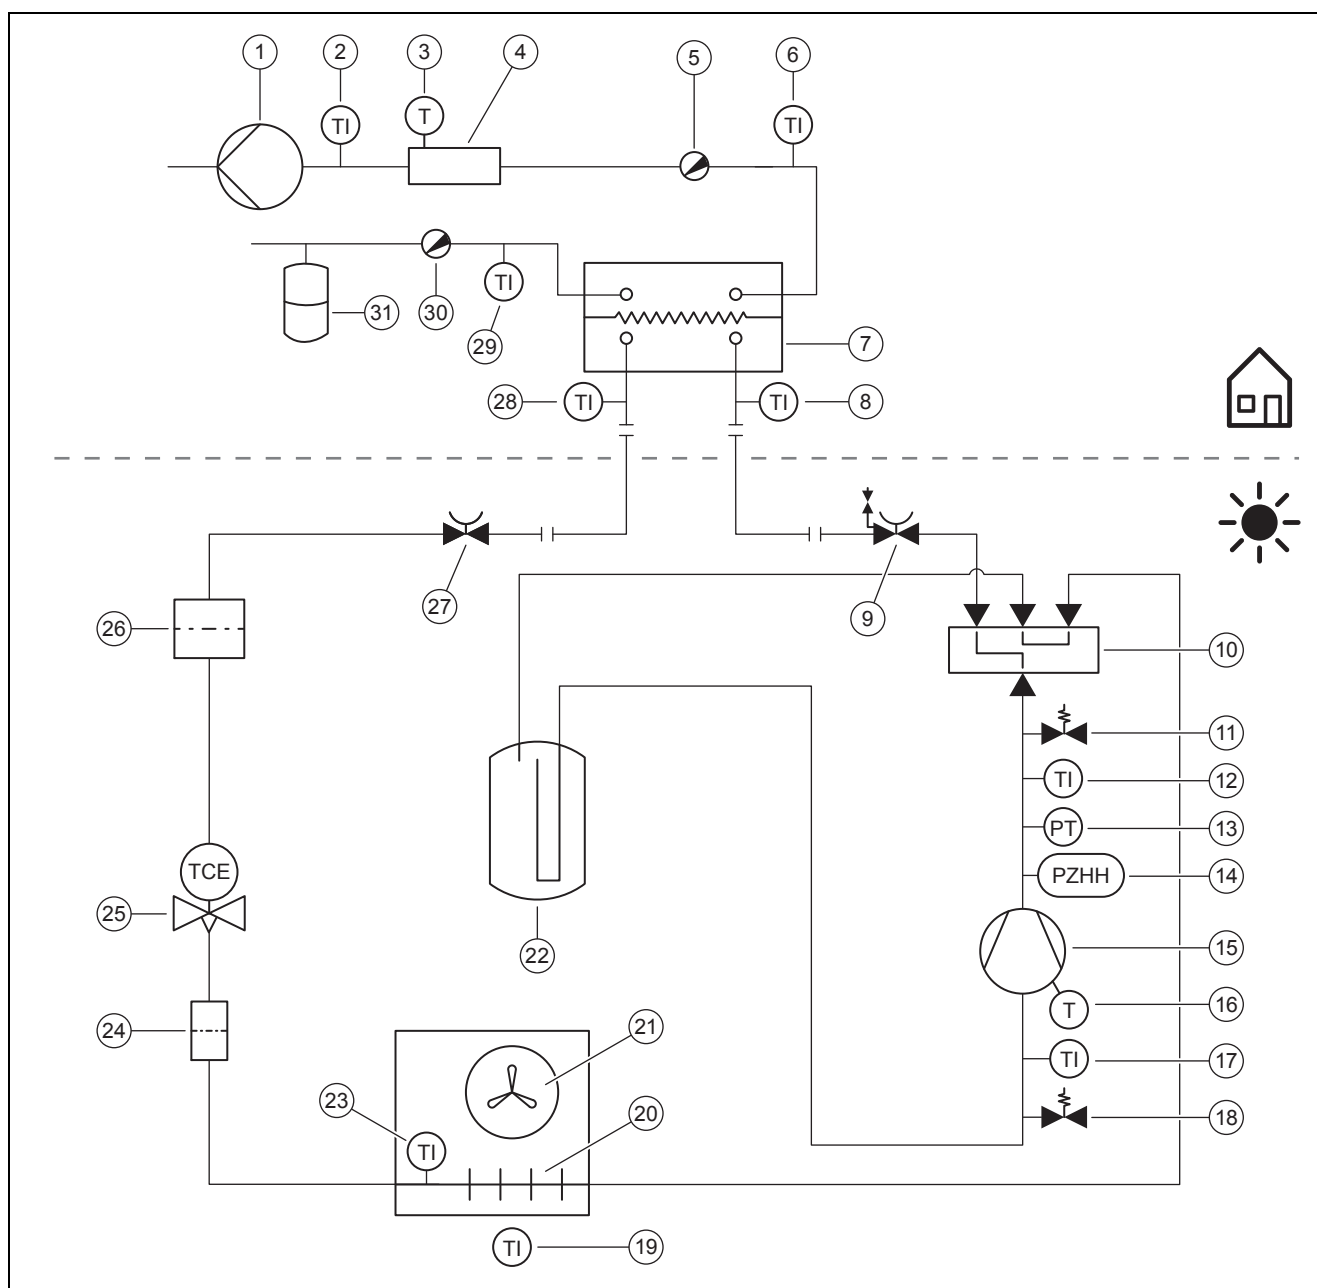 1 2 3 4 5 6
TI T TI
TI
31 30 29 7
28 TI TI 8
27 9
26 10
11
TI 12
PT 13
TCE PZHH 14
25 22 15
T 16
24 21 TI 17
23 20 18
TI
TI 19